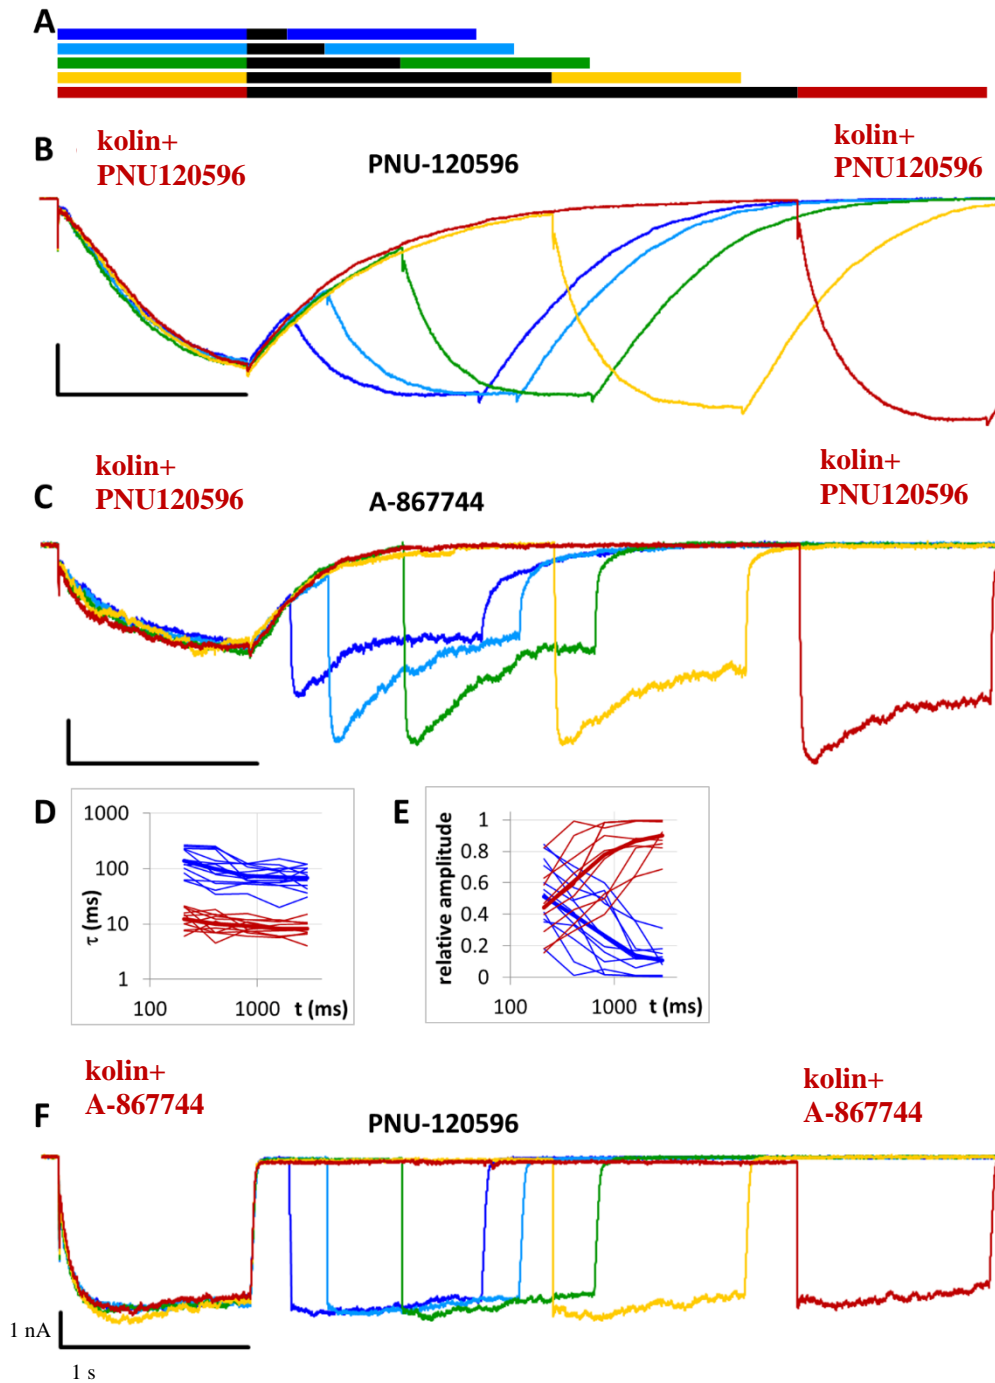 A
B
kolin+
PNU120596
PNU-120596
kolin+
PNU120596
C
kolin+
PNU120596
A-867744
kolin+
PNU120596
D
1000
100
10
1
τ (ms)
100
1000
t (ms)
E
relative amplitude
1
0.8
0.6
0.4
0.2
0
100
1000
t (ms)
F
kolin+
A-867744
PNU-120596
kolin+
A-867744
1 nA
1 s